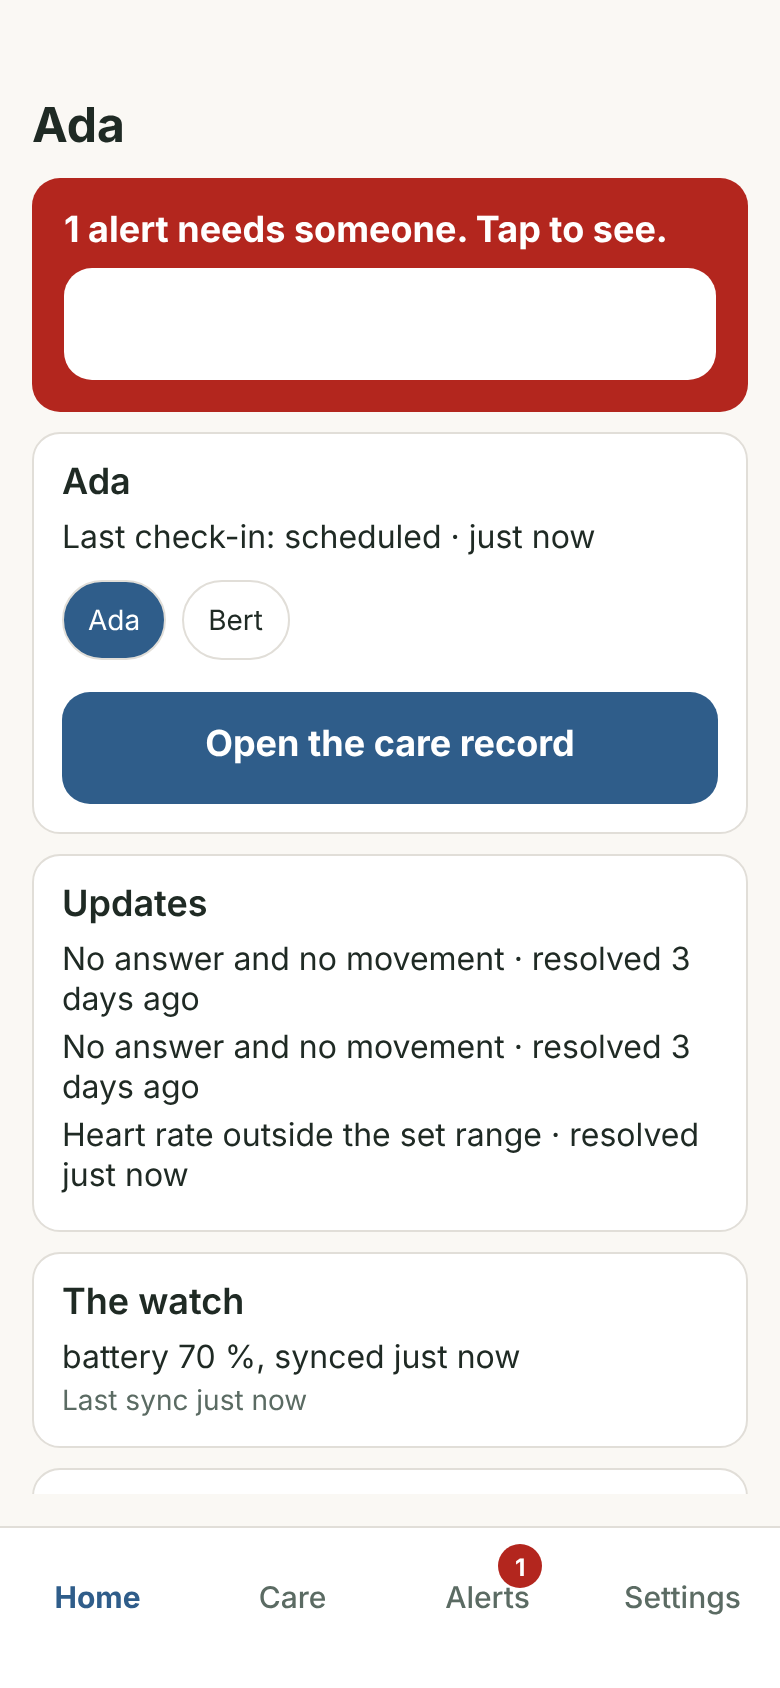 Ada
1 alert needs someone. Tap to see.
Ada
Last check-in: scheduled · just now
Ada
Bert
Open the care record
Updates
No answer and no movement · resolved 3
days ago
No answer and no movement · resolved 3
days ago
Heart rate outside the set range · resolved
just now
The watch
battery 70 %, synced just now
Last sync just now
Home
Care
Alerts
1
Settings